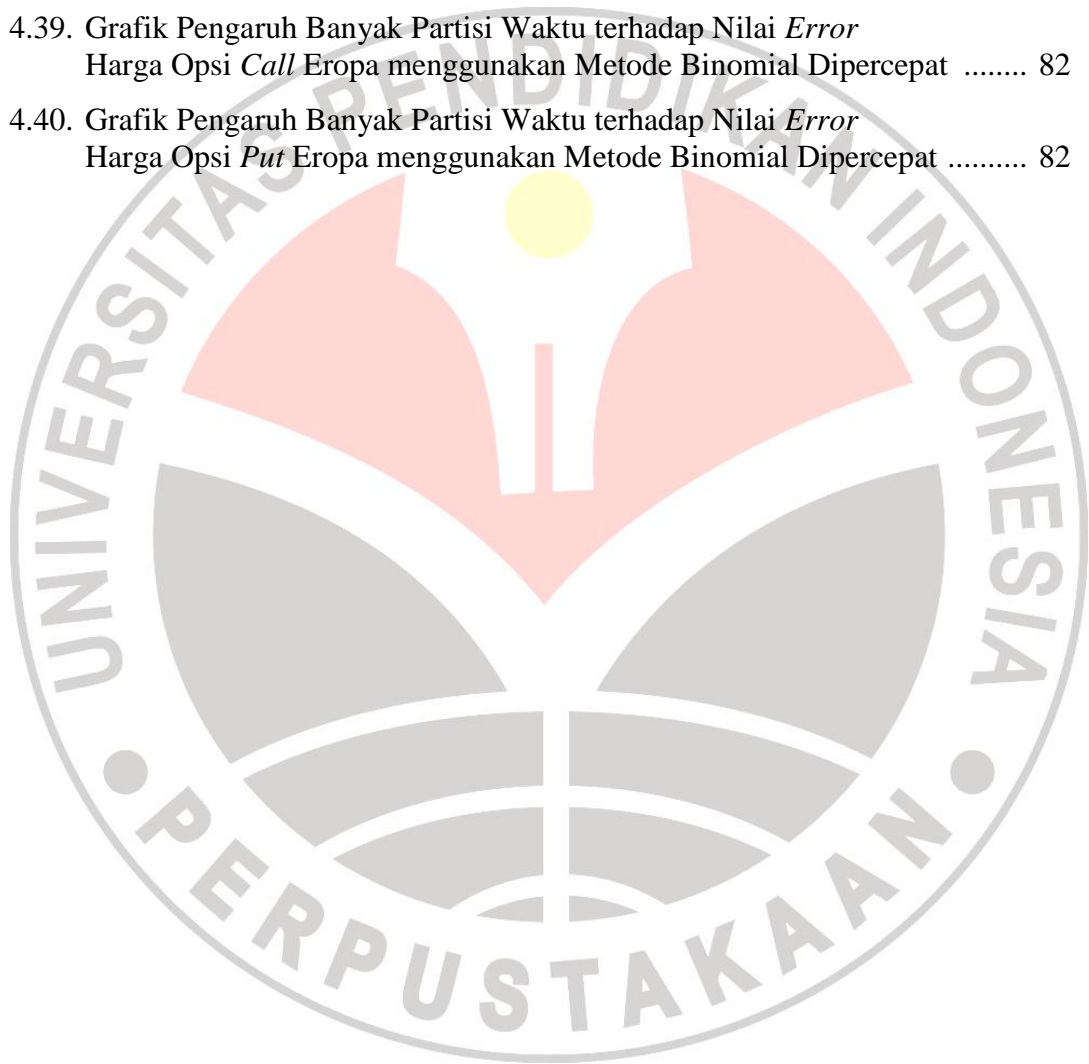 4.39. Grafik Pengaruh Banyak Partisi Waktu terhadap Nilai Error
Harga Opsi Call Eropa menggunakan Metode Binomial Dipercepat ........ 82
4.40. Grafik Pengaruh Banyak Partisi Waktu terhadap Nilai Error
Harga Opsi Put Eropa menggunakan Metode Binomial Dipercepat .......... 82
UNIVERSITAS PENDIDIKAN INDONESIA
PERPUSTAKAAN